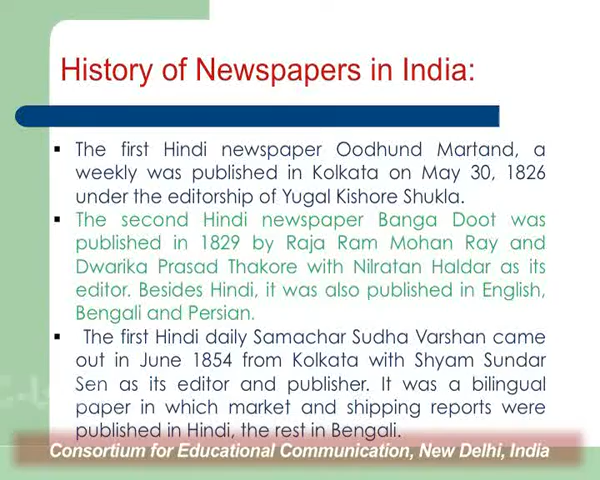 History of Newspapers in India:
▪ The first Hindi newspaper Oodhund Martand, a
weekly was published in Kolkata on May 30, 1826
under the editorship of Yugal Kishore Shukla.
▪ The second Hindi newspaper Banga Doot was
published in 1829 by Raja Ram Mohan Ray and
Dwarika Prasad Thakore with Nilratan Haldar as its
editor. Besides Hindi, it was also published in English,
Bengali and Persian.
▪ The first Hindi daily Samachar Sudha Varshan came
out in June 1854 from Kolkata with Shyam Sundar
Sen as its editor and publisher. It was a bilingual
paper in which market and shipping reports were
published in Hindi, the rest in Bengali.
Consortium for Educational Communication, New Delhi, India